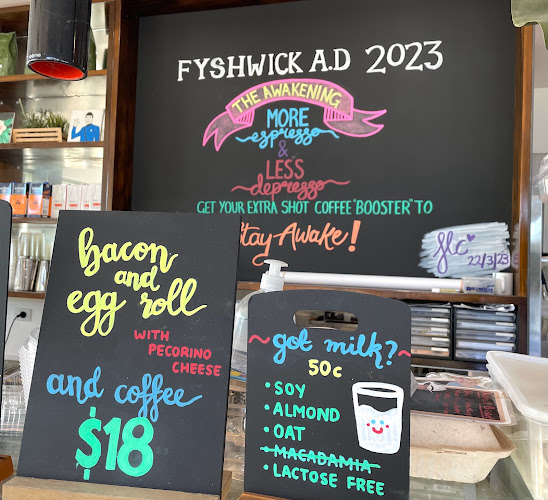 FYSHWICK A.D 2023
THE AWAKENING
MORE
espresso
&
LESS
depresso
GET YOUR EXTRA SHOT COFFEE "BOOSTER" TO
Stay Awake!
22/3/23
bacon
and
egg roll
WITH
PECORINO
CHEESE
and coffee
$18
~got milk?~
50c
• SOY
• ALMOND
• OAT
• MACADAMIA
• LACTOSE FREE